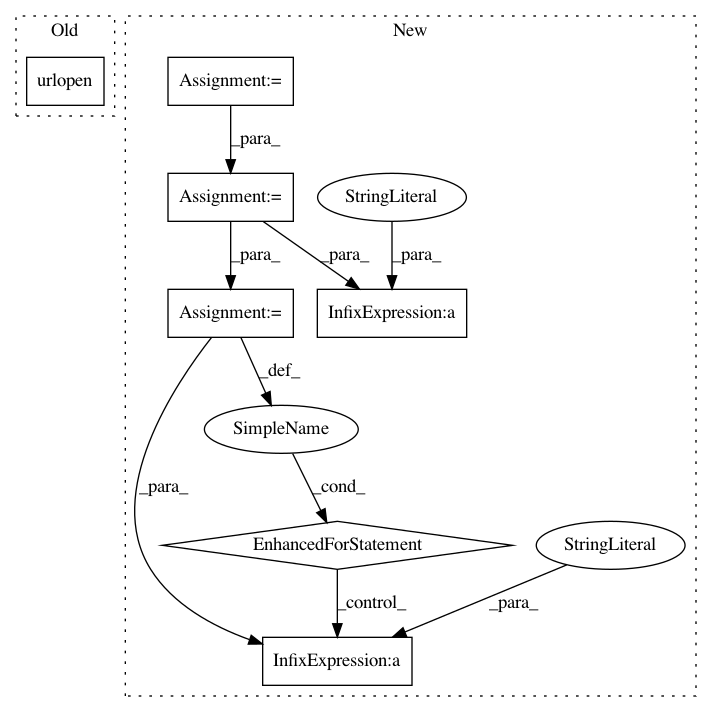 Old
New
urlopen
Assignment:=
_para_
Assignment:=
StringLiteral
_para_
_para_
_para_
Assignment:=
InfixExpression:a
_def_
SimpleName
_para_
_cond_
EnhancedForStatement
StringLiteral
_control_
_para_
InfixExpression:a